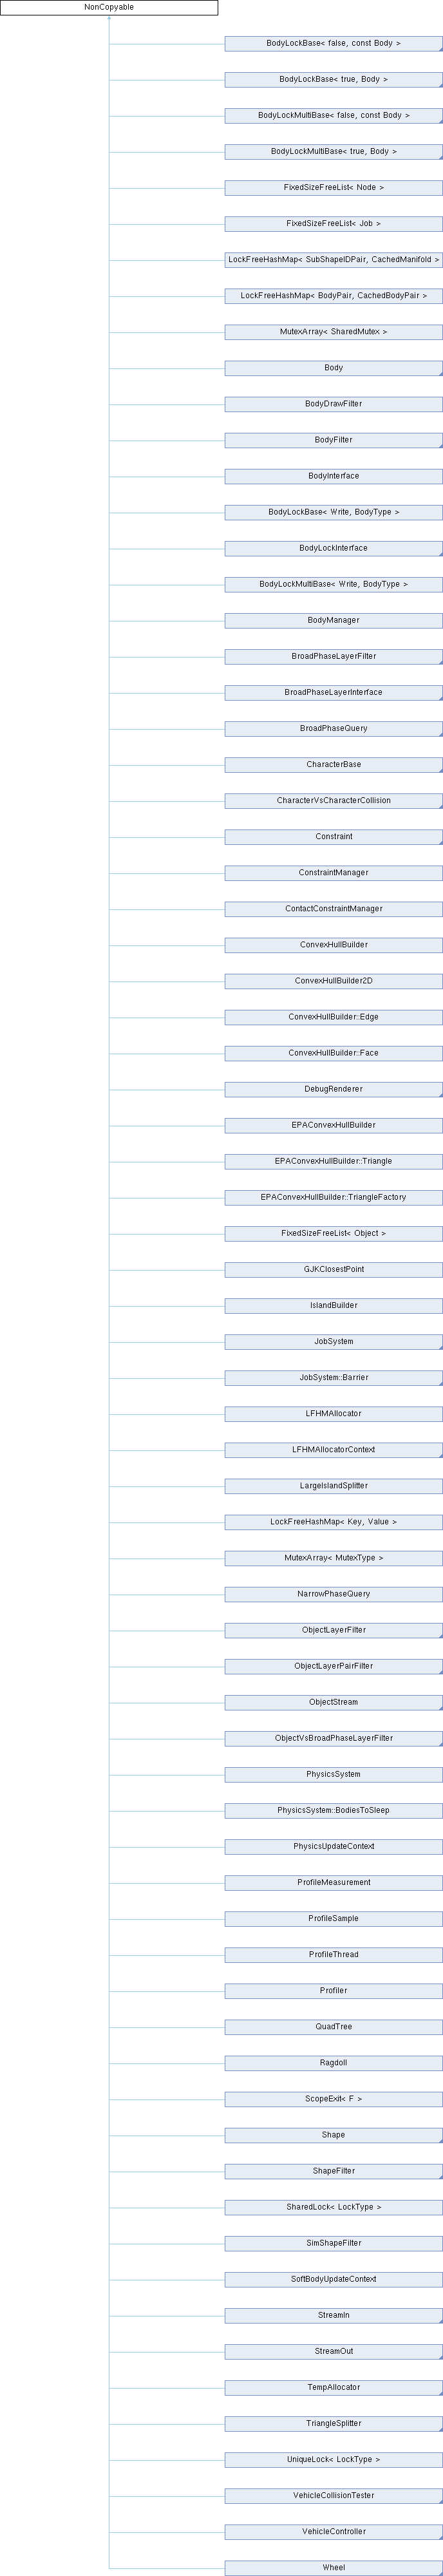 NonCopyable
BodyLockBase< false, const Body >
BodyLockBase< true, Body >
BodyLockMultiBase< false, const Body >
BodyLockMultiBase< true, Body >
FixedSizeFreeList< Node >
FixedSizeFreeList< Job >
LockFreeHashMap< SubShapeIDPair, CachedManifold >
LockFreeHashMap< BodyPair, CachedBodyPair >
MutexArray< SharedMutex >
Body
BodyDrawFilter
BodyFilter
BodyInterface
BodyLockBase< Write, BodyType >
BodyLockInterface
BodyLockMultiBase< Write, BodyType >
BodyManager
BroadPhaseLayerFilter
BroadPhaseLayerInterface
BroadPhaseQuery
CharacterBase
CharacterVsCharacterCollision
Constraint
ConstraintManager
ContactConstraintManager
ConvexHullBuilder
ConvexHullBuilder2D
ConvexHullBuilder::Edge
ConvexHullBuilder::Face
DebugRenderer
EPAConvexHullBuilder
EPAConvexHullBuilder::Triangle
EPAConvexHullBuilder::TriangleFactory
FixedSizeFreeList< Object >
GJKClosestPoint
IslandBuilder
JobSystem
JobSystem::Barrier
LFHMAllocator
LFHMAllocatorContext
LargeIslandSplitter
LockFreeHashMap< Key, Value >
MutexArray< MutexType >
NarrowPhaseQuery
ObjectLayerFilter
ObjectLayerPairFilter
ObjectStream
ObjectVsBroadPhaseLayerFilter
PhysicsSystem
PhysicsSystem::BodiesToSleep
PhysicsUpdateContext
ProfileMeasurement
ProfileSample
ProfileThread
Profiler
QuadTree
Ragdoll
ScopeExit< F >
Shape
ShapeFilter
SharedLock< LockType >
SimShapeFilter
SoftBodyUpdateContext
StreamIn
StreamOut
TempAllocator
TriangleSplitter
UniqueLock< LockType >
VehicleCollisionTester
VehicleController
Wheel